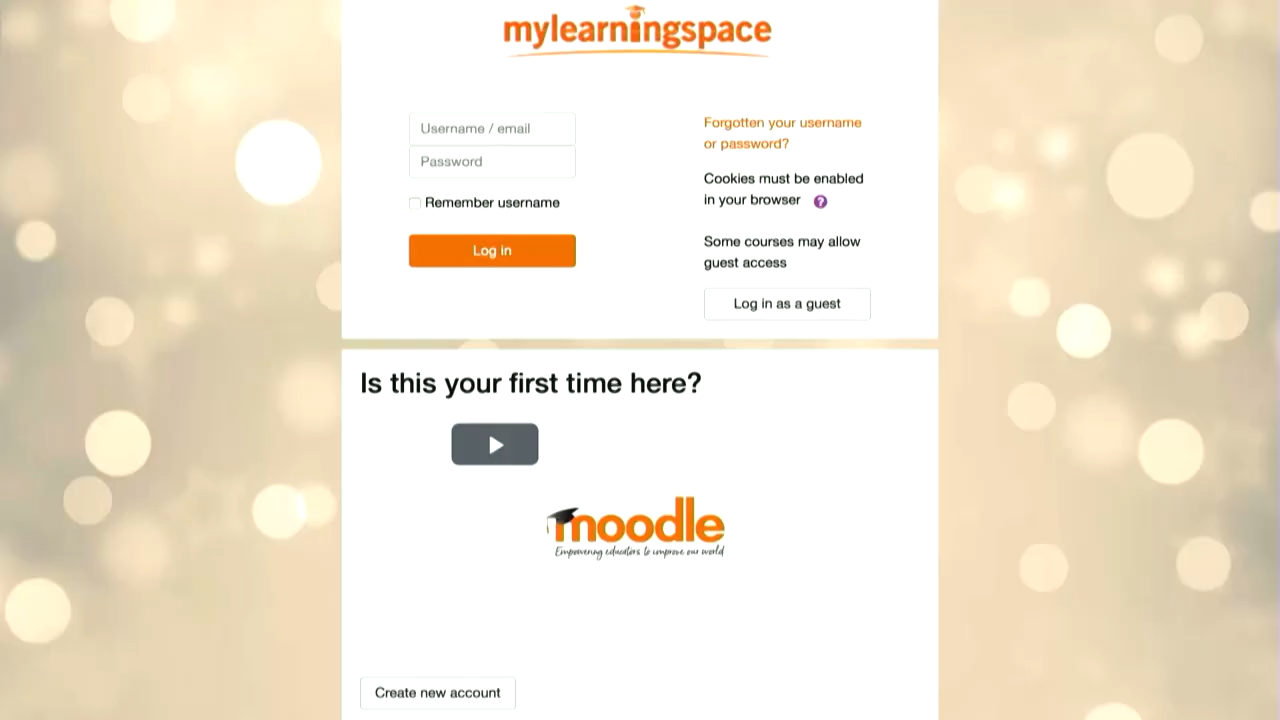 mylearningspace
Username / email
Password
Remember username
Log in
Forgotten your username
or password?
Cookies must be enabled
in your browser ?
Some courses may allow
guest access
Log in as a guest
Is this your first time here?
moodle
Empowering educators to improve our world
Create new account